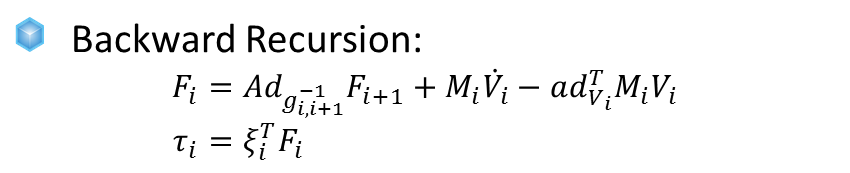 Backward Recursion:
F_i = Ad_{g_{i,i+1}^{-1}} F_{i+1} + M_i V̇_i − ad_{V_i}^T M_i V_i
τ_i = ξ_i^T F_i